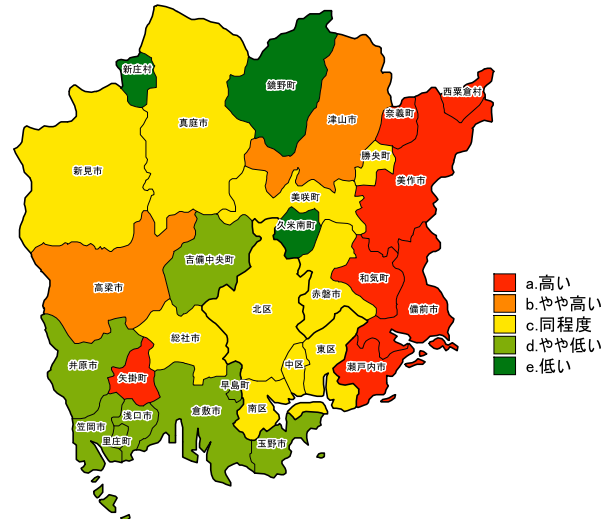 新庄村
鏡野町
西粟倉村
奈義町
津山市
真庭市
勝央町
新見市
美作市
美咲町
久米南町
吉備中央町
和気町
高梁市
赤磐市
北区
備前市
総社市
東区
井原市
中区
瀬戸内市
矢掛町
早島町
南区
倉敷市
浅口市
笠岡市
里庄町
玉野市
a.高い
b.やや高い
c.同程度
d.やや低い
e.低い